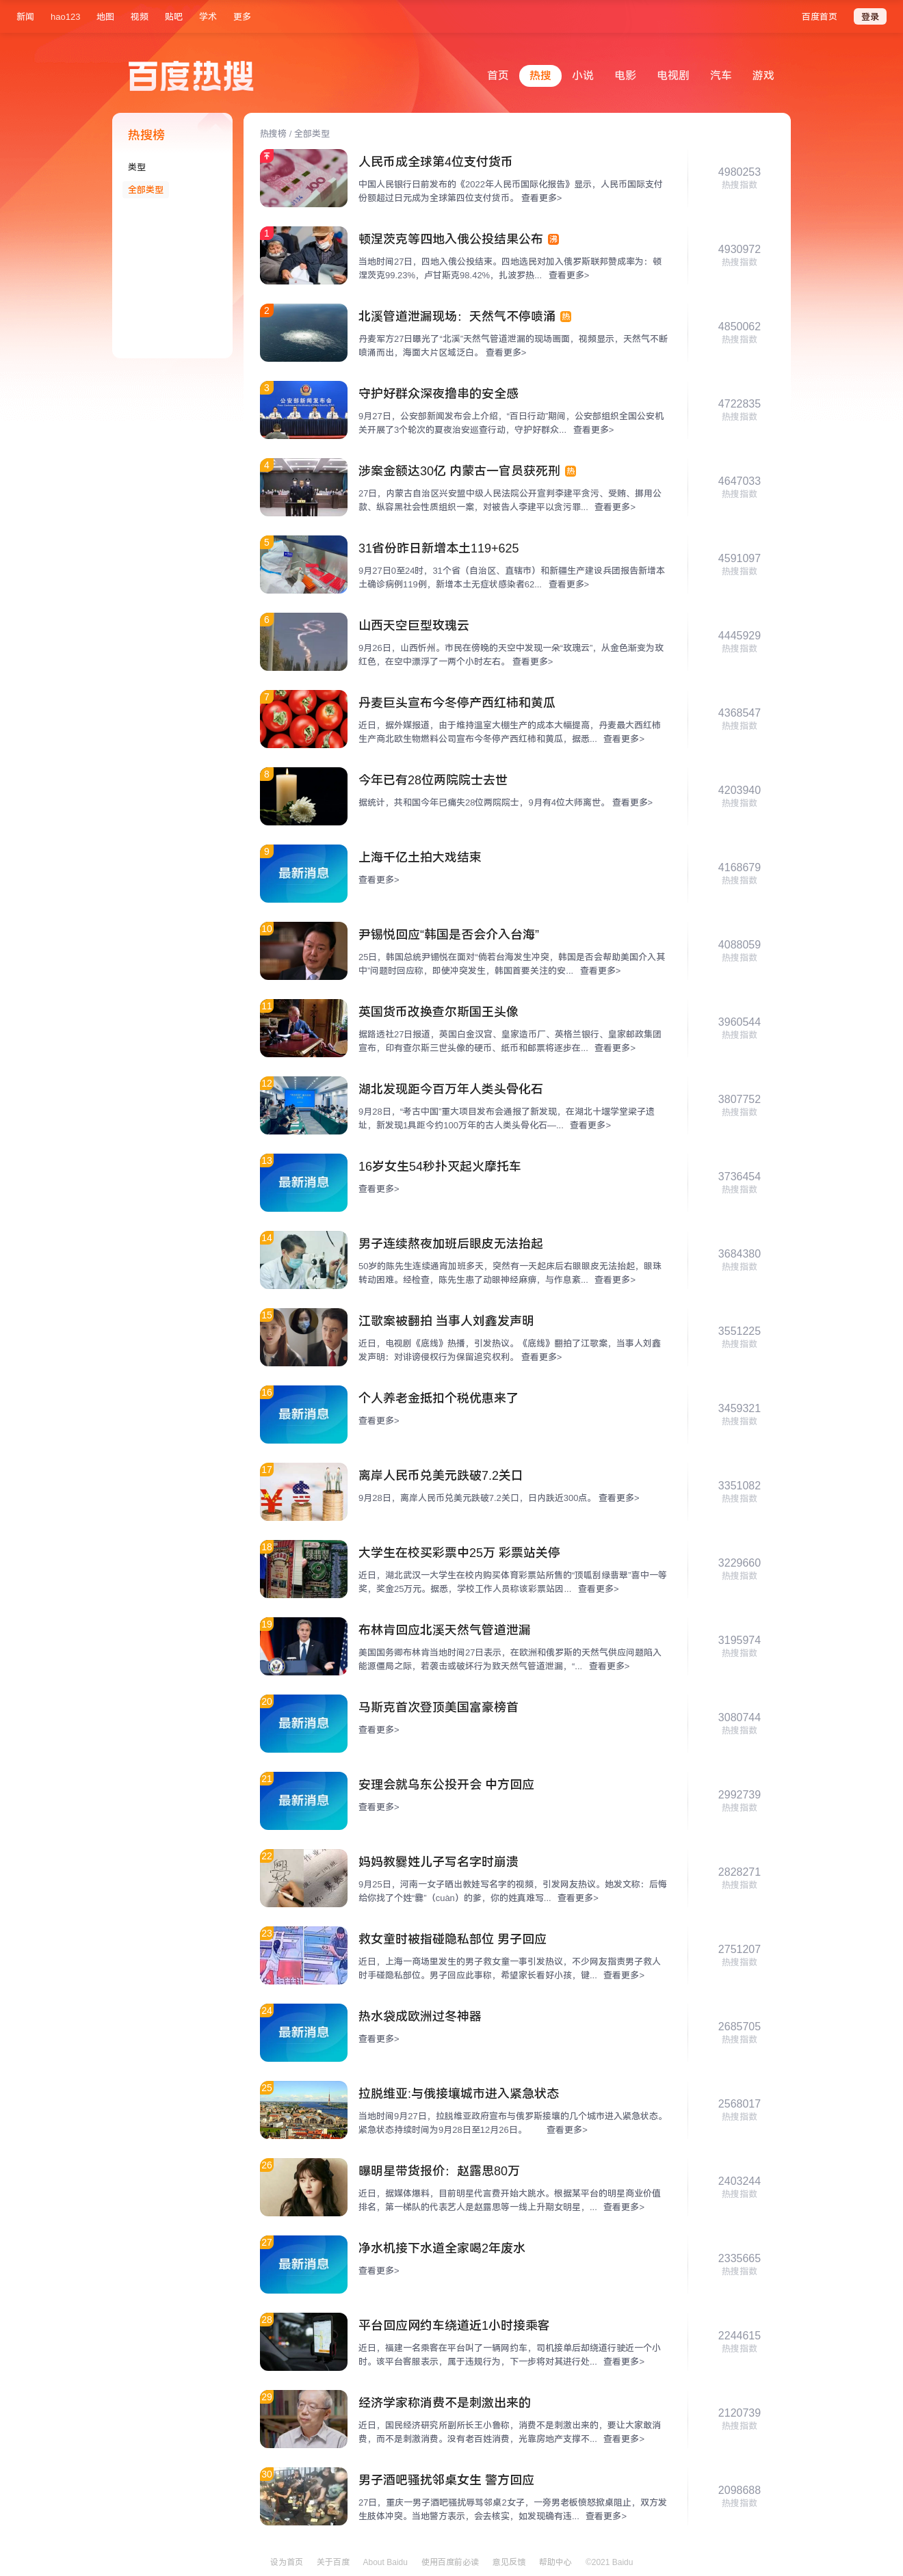 新闻 hao123 地图 视频 贴吧 学术 更多 百度首页 登录
百度热搜
首页 热搜 小说 电影 电视剧 汽车 游戏
热搜榜
类型
全部类型
热搜榜 / 全部类型
人民币成全球第4位支付货币
中国人民银行日前发布的《2022年人民币国际化报告》显示，人民币国际支付
份额超过日元成为全球第四位支付货币。 查看更多>
4980253
热搜指数
1
顿涅茨克等四地入俄公投结果公布 沸
当地时间27日，四地入俄公投结束。四地选民对加入俄罗斯联邦赞成率为：顿
涅茨克99.23%，卢甘斯克98.42%，扎波罗热... 查看更多>
4930972
热搜指数
2
北溪管道泄漏现场：天然气不停喷涌 热
丹麦军方27日曝光了“北溪”天然气管道泄漏的现场画面，视频显示，天然气不断
喷涌而出，海面大片区域泛白。 查看更多>
4850062
热搜指数
3
公安部新闻发布会
守护好群众深夜撸串的安全感
9月27日，公安部新闻发布会上介绍，“百日行动”期间，公安部组织全国公安机
关开展了3个轮次的夏夜治安巡查行动，守护好群众... 查看更多>
4722835
热搜指数
4
涉案金额达30亿 内蒙古一官员获死刑 热
27日，内蒙古自治区兴安盟中级人民法院公开宣判李建平贪污、受贿、挪用公
款、纵容黑社会性质组织一案，对被告人李建平以贪污罪... 查看更多>
4647033
热搜指数
5
31省份昨日新增本土119+625
9月27日0至24时，31个省（自治区、直辖市）和新疆生产建设兵团报告新增本
土确诊病例119例，新增本土无症状感染者62... 查看更多>
4591097
热搜指数
6
山西天空巨型玫瑰云
9月26日，山西忻州。市民在傍晚的天空中发现一朵“玫瑰云”，从金色渐变为玫
红色，在空中漂浮了一两个小时左右。 查看更多>
4445929
热搜指数
7
丹麦巨头宣布今冬停产西红柿和黄瓜
近日，据外媒报道，由于维持温室大棚生产的成本大幅提高，丹麦最大西红柿
生产商北欧生物燃料公司宣布今冬停产西红柿和黄瓜，据悉... 查看更多>
4368547
热搜指数
8
今年已有28位两院院士去世
据统计，共和国今年已痛失28位两院院士，9月有4位大师离世。 查看更多>
4203940
热搜指数
9
最新消息
上海千亿土拍大戏结束
查看更多>
4168679
热搜指数
10
尹锡悦回应“韩国是否会介入台海”
25日，韩国总统尹锡悦在面对“倘若台海发生冲突，韩国是否会帮助美国介入其
中”问题时回应称，即使冲突发生，韩国首要关注的安... 查看更多>
4088059
热搜指数
11
英国货币改换查尔斯国王头像
据路透社27日报道，英国白金汉宫、皇家造币厂、英格兰银行、皇家邮政集团
宣布，印有查尔斯三世头像的硬币、纸币和邮票将逐步在... 查看更多>
3960544
热搜指数
12
湖北发现距今百万年人类头骨化石
9月28日，“考古中国”重大项目发布会通报了新发现，在湖北十堰学堂梁子遗
址，新发现1具距今约100万年的古人类头骨化石—... 查看更多>
3807752
热搜指数
13
最新消息
16岁女生54秒扑灭起火摩托车
查看更多>
3736454
热搜指数
14
男子连续熬夜加班后眼皮无法抬起
50岁的陈先生连续通宵加班多天，突然有一天起床后右眼眼皮无法抬起，眼珠
转动困难。经检查，陈先生患了动眼神经麻痹，与作息紊... 查看更多>
3684380
热搜指数
15
江歌案被翻拍 当事人刘鑫发声明
近日，电视剧《底线》热播，引发热议。《底线》翻拍了江歌案，当事人刘鑫
发声明：对诽谤侵权行为保留追究权利。 查看更多>
3551225
热搜指数
16
最新消息
个人养老金抵扣个税优惠来了
查看更多>
3459321
热搜指数
17
离岸人民币兑美元跌破7.2关口
9月28日，离岸人民币兑美元跌破7.2关口，日内跌近300点。 查看更多>
3351082
热搜指数
18
大学生在校买彩票中25万 彩票站关停
近日，湖北武汉一大学生在校内购买体育彩票站所售的“顶呱刮绿翡翠”喜中一等
奖，奖金25万元。据悉，学校工作人员称该彩票站因... 查看更多>
3229660
热搜指数
19
布林肯回应北溪天然气管道泄漏
美国国务卿布林肯当地时间27日表示，在欧洲和俄罗斯的天然气供应问题陷入
能源僵局之际，若袭击或破坏行为致天然气管道泄漏，“... 查看更多>
3195974
热搜指数
20
最新消息
马斯克首次登顶美国富豪榜首
查看更多>
3080744
热搜指数
21
最新消息
安理会就乌东公投开会 中方回应
查看更多>
2992739
热搜指数
22
妈妈教爨姓儿子写名字时崩溃
9月25日，河南一女子晒出教娃写名字的视频，引发网友热议。她发文称：后悔
给你找了个姓“爨”（cuàn）的爹，你的姓真难写... 查看更多>
2828271
热搜指数
23
救女童时被指碰隐私部位 男子回应
近日，上海一商场里发生的男子救女童一事引发热议，不少网友指责男子救人
时手碰隐私部位。男子回应此事称，希望家长看好小孩，键... 查看更多>
2751207
热搜指数
24
最新消息
热水袋成欧洲过冬神器
查看更多>
2685705
热搜指数
25
拉脱维亚:与俄接壤城市进入紧急状态
当地时间9月27日，拉脱维亚政府宣布与俄罗斯接壤的几个城市进入紧急状态。
紧急状态持续时间为9月28日至12月26日。 查看更多>
2568017
热搜指数
26
曝明星带货报价：赵露思80万
近日，据媒体爆料，目前明星代言费开始大跳水。根据某平台的明星商业价值
排名，第一梯队的代表艺人是赵露思等一线上升期女明星，... 查看更多>
2403244
热搜指数
27
最新消息
净水机接下水道全家喝2年废水
查看更多>
2335665
热搜指数
28
平台回应网约车绕道近1小时接乘客
近日，福建一名乘客在平台叫了一辆网约车，司机接单后却绕道行驶近一个小
时。该平台客服表示，属于违规行为，下一步将对其进行处... 查看更多>
2244615
热搜指数
29
经济学家称消费不是刺激出来的
近日，国民经济研究所副所长王小鲁称，消费不是刺激出来的，要让大家敢消
费，而不是刺激消费。没有老百姓消费，光靠房地产支撑不... 查看更多>
2120739
热搜指数
30
男子酒吧骚扰邻桌女生 警方回应
27日，重庆一男子酒吧骚扰辱骂邻桌2女子，一旁男老板愤怒掀桌阻止，双方发
生肢体冲突。当地警方表示，会去核实，如发现确有违... 查看更多>
2098688
热搜指数
设为首页 关于百度 About Baidu 使用百度前必读 意见反馈 帮助中心 ©2021 Baidu